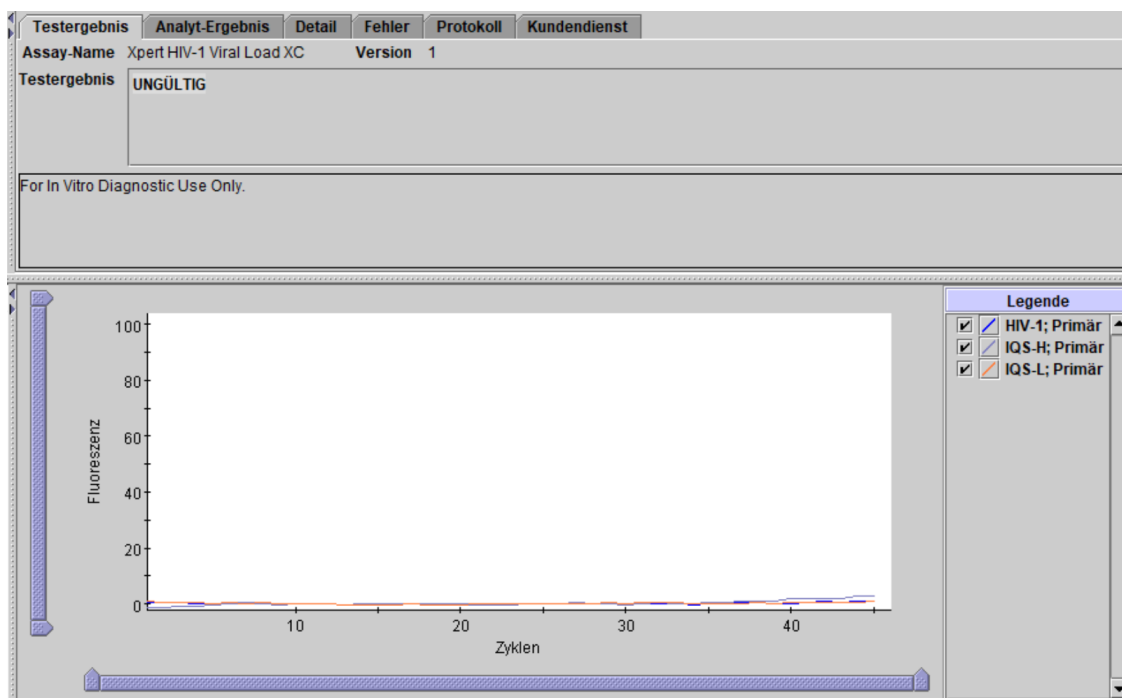 Testergebnis Analyt-Ergebnis Detail Fehler Protokoll Kundendienst
Assay-Name Xpert HIV-1 Viral Load XC Version 1
Testergebnis UNGÜLTIG
For In Vitro Diagnostic Use Only.
Legende
HIV-1; Primär
IQS-H; Primär
IQS-L; Primär
100
80
60
40
20
0
Fluoreszenz
10 20 30 40
Zyklen